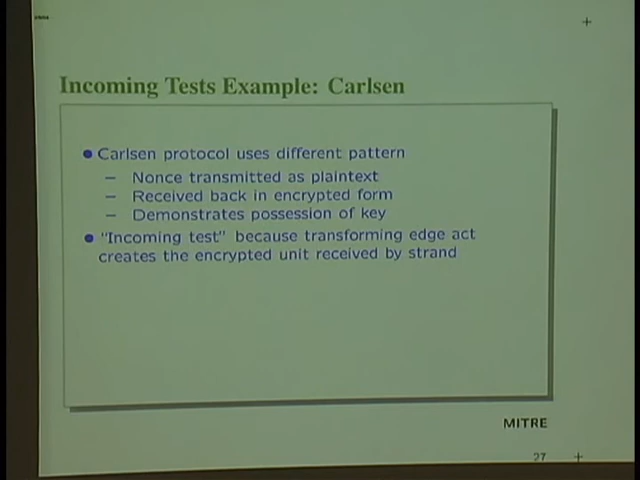 Incoming Tests Example: Carlsen
● Carlsen protocol uses different pattern
– Nonce transmitted as plaintext
– Received back in encrypted form
– Demonstrates possession of key
● "Incoming test" because transforming edge act
creates the encrypted unit received by strand
MITRE
27